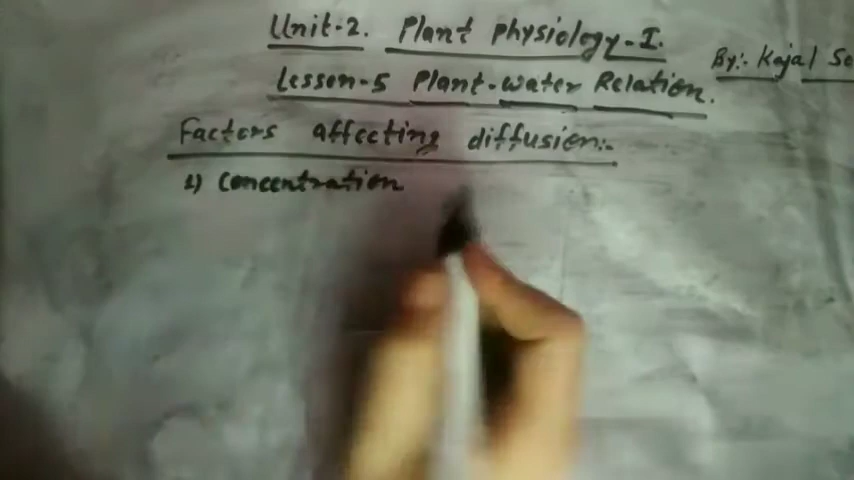 Unit-2. Plant Physiology-I.
By:- Kajal
Lesson-5 Plant-water Relation.
Factors affecting diffusion:-
1) Concentration